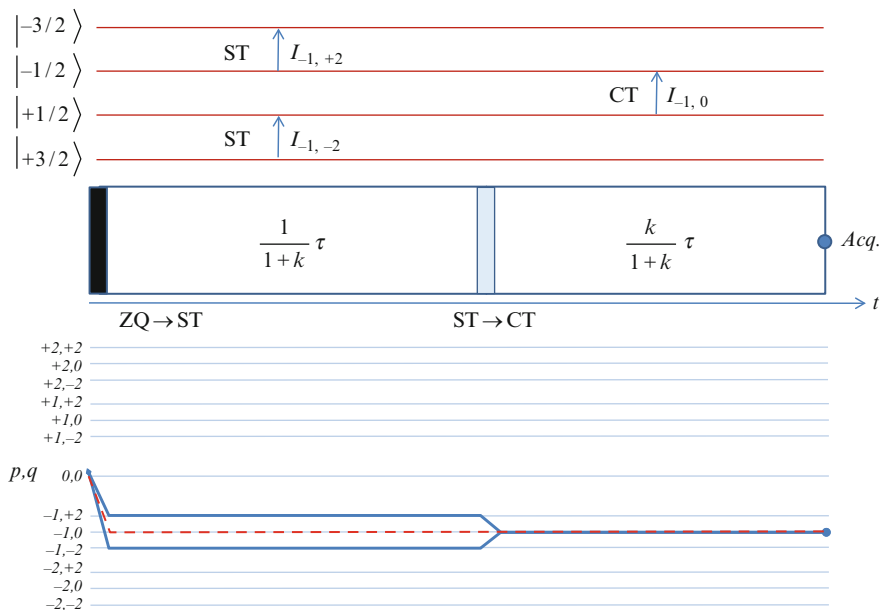 |−3/2⟩
ST I₋₁, ₊₂
|−1/2⟩
CT I₋₁, ₀
|+1/2⟩
ST I₋₁, ₋₂
|+3/2⟩
1/(1+k) τ k/(1+k) τ Acq.
t
ZQ → ST ST → CT
+2,+2
+2,0
+2,−2
+1,+2
+1,0
+1,−2
p,q 0,0
−1,+2
−1,0
−1,−2
−2,+2
−2,0
−2,−2